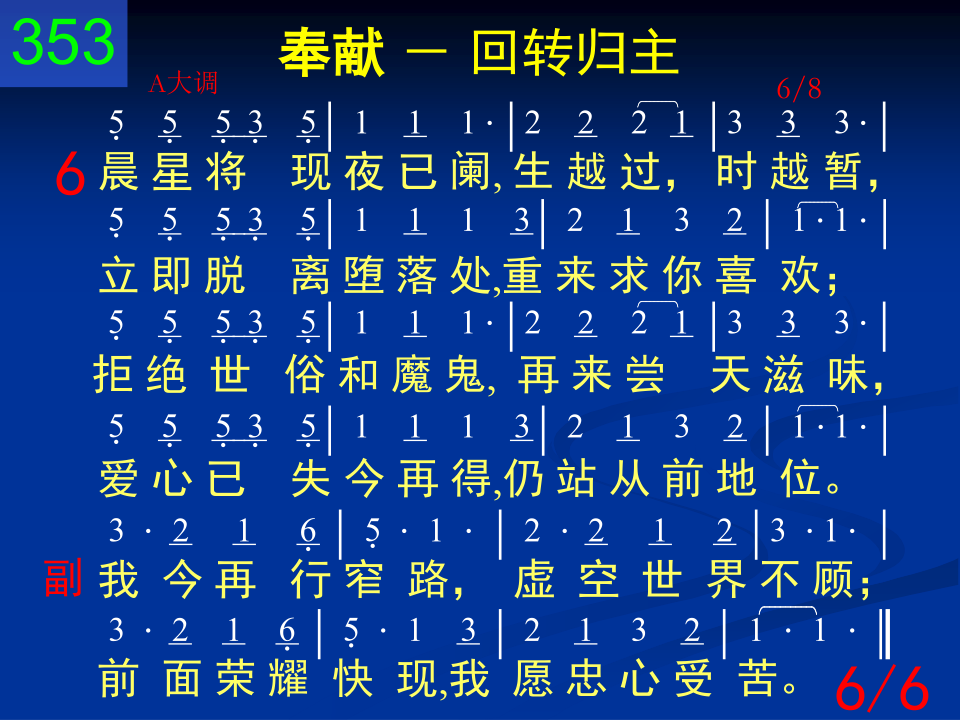 353
奉献 － 回转归主
A大调 6/8
5̣ 5̣ 5̣ 3̣ 5̣ | 1 1 1 · | 2 2 2 1 | 3 3 3 · |
6 晨 星 将 现 夜 已 阑, 生 越 过， 时 越 暂，
5̣ 5̣ 5̣ 3̣ 5̣ | 1 1 1 3 | 2 1 3 2 | 1 · 1 · |
立 即 脱 离 堕 落 处,重 来 求 你 喜 欢；
5̣ 5̣ 5̣ 3̣ 5̣ | 1 1 1 · | 2 2 2 1 | 3 3 3 · |
拒 绝 世 俗 和 魔 鬼, 再 来 尝 天 滋 味，
5̣ 5̣ 5̣ 3̣ 5̣ | 1 1 1 3 | 2 1 3 2 | 1 · 1 · |
爱 心 已 失 今 再 得,仍 站 从 前 地 位。
3 · 2 1 6̣ | 5̣ · 1 · | 2 · 2 1 2 | 3 · 1 · |
副 我 今 再 行 窄 路， 虚 空 世 界 不 顾；
3 · 2 1 6̣ | 5̣ · 1 3 | 2 1 3 2 | 1 · 1 · ‖
前 面 荣 耀 快 现,我 愿 忠 心 受 苦。
6/6